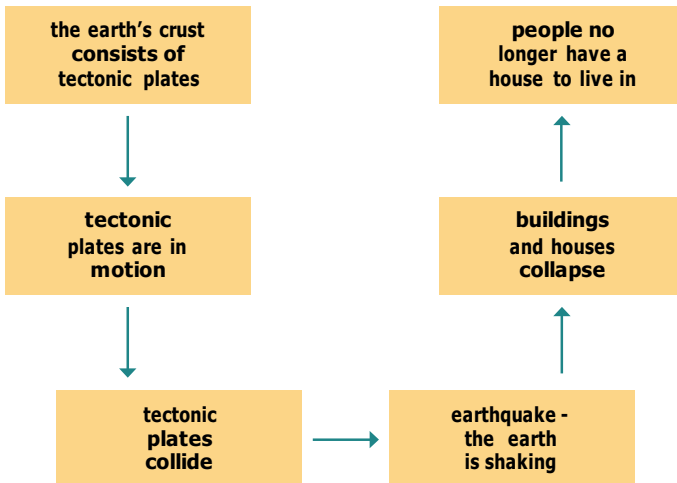 the earth's crust
consists of
tectonic plates
tectonic
plates are in
motion
tectonic
plates
collide
earthquake -
the earth
is shaking
buildings
and houses
collapse
people no
longer have a
house to live in